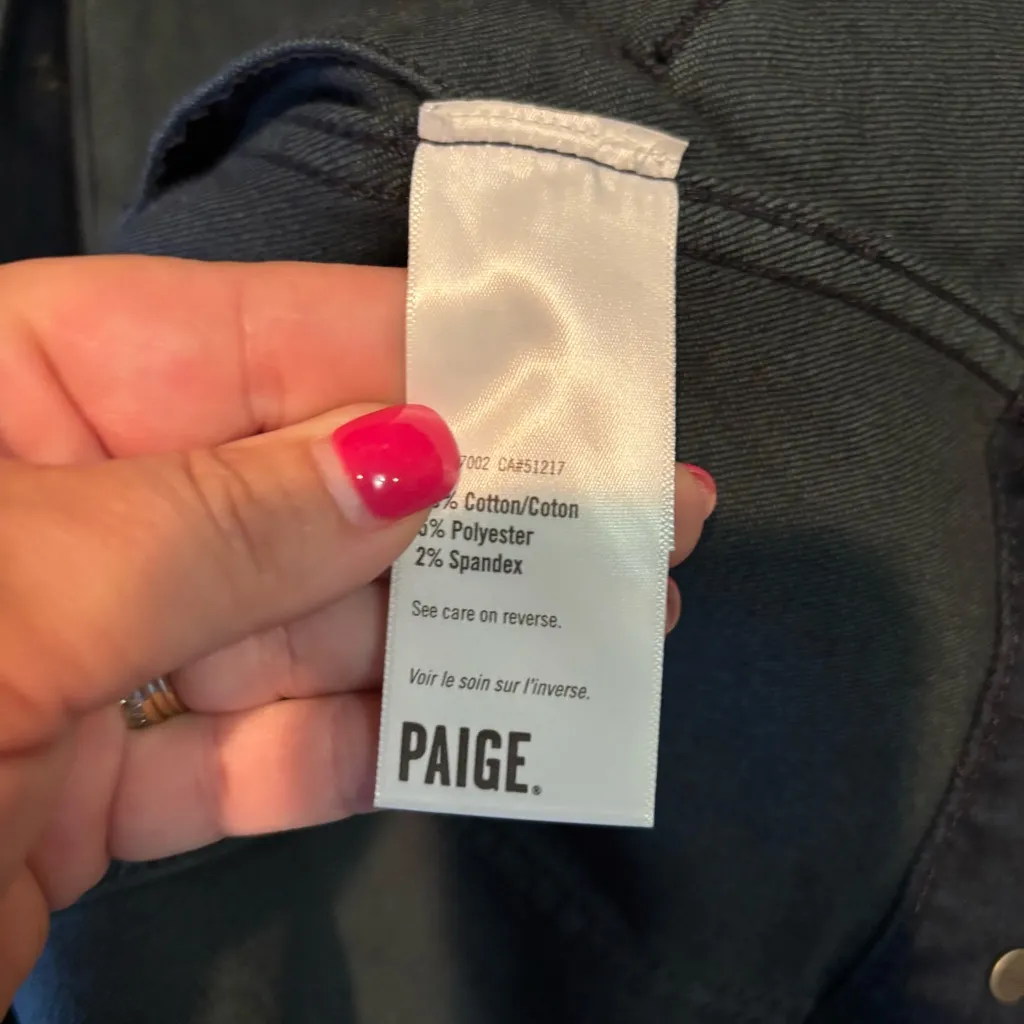 7002 CA#51217
% Cotton/Coton
% Polyester
2% Spandex
See care on reverse.
Voir le soin sur l'inverse.
PAIGE.